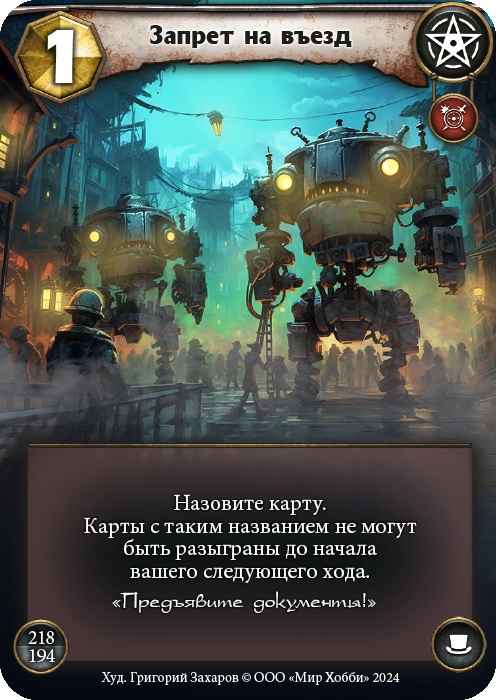 1
Запрет на въезд
Назовите карту.
Карты с таким названием не могут
быть разыграны до начала
вашего следующего хода.
«Предъявите документы!»
218
194
Худ. Григорий Захаров © ООО «Мир Хобби» 2024